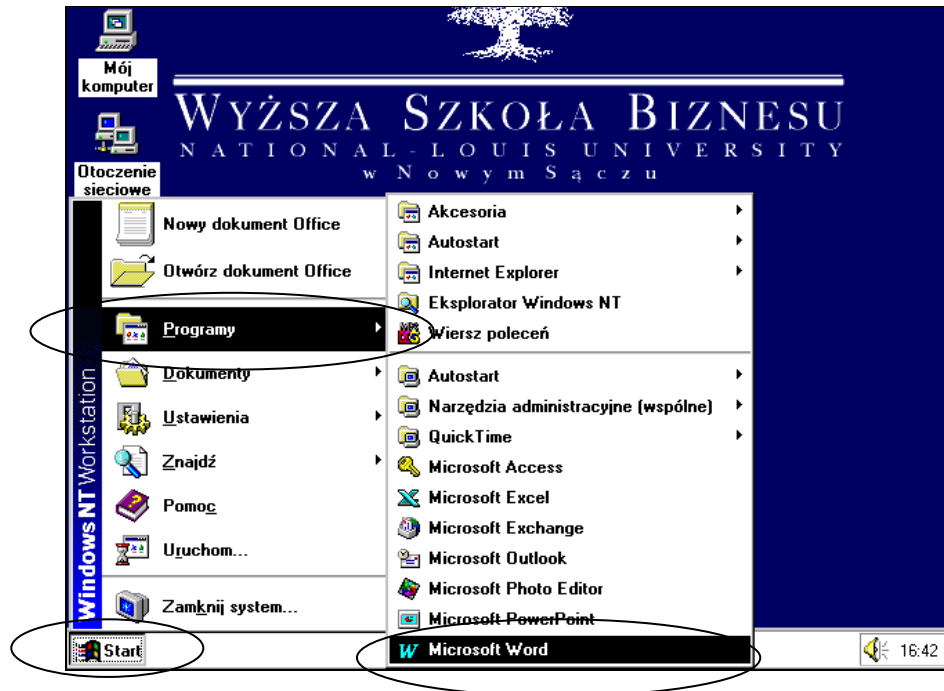 Mój
komputer
WYŻSZA SZKOŁA BIZNESU
NATIONAL-LOUIS UNIVERSITY
w Nowym Sączu
Otoczenie
sieciowe
Nowy dokument Office
Otwórz dokument Office
Programy
Dokumenty
Ustawienia
Znajdź
Pomoc
Uruchom...
Zamknij system...
Windows NT Workstation
Akcesoria
Autostart
Internet Explorer
Eksplorator Windows NT
Wiersz poleceń
Autostart
Narzędzia administracyjne (wspólne)
QuickTime
Microsoft Access
Microsoft Excel
Microsoft Exchange
Microsoft Outlook
Microsoft Photo Editor
Microsoft PowerPoint
Microsoft Word
Start
16:42